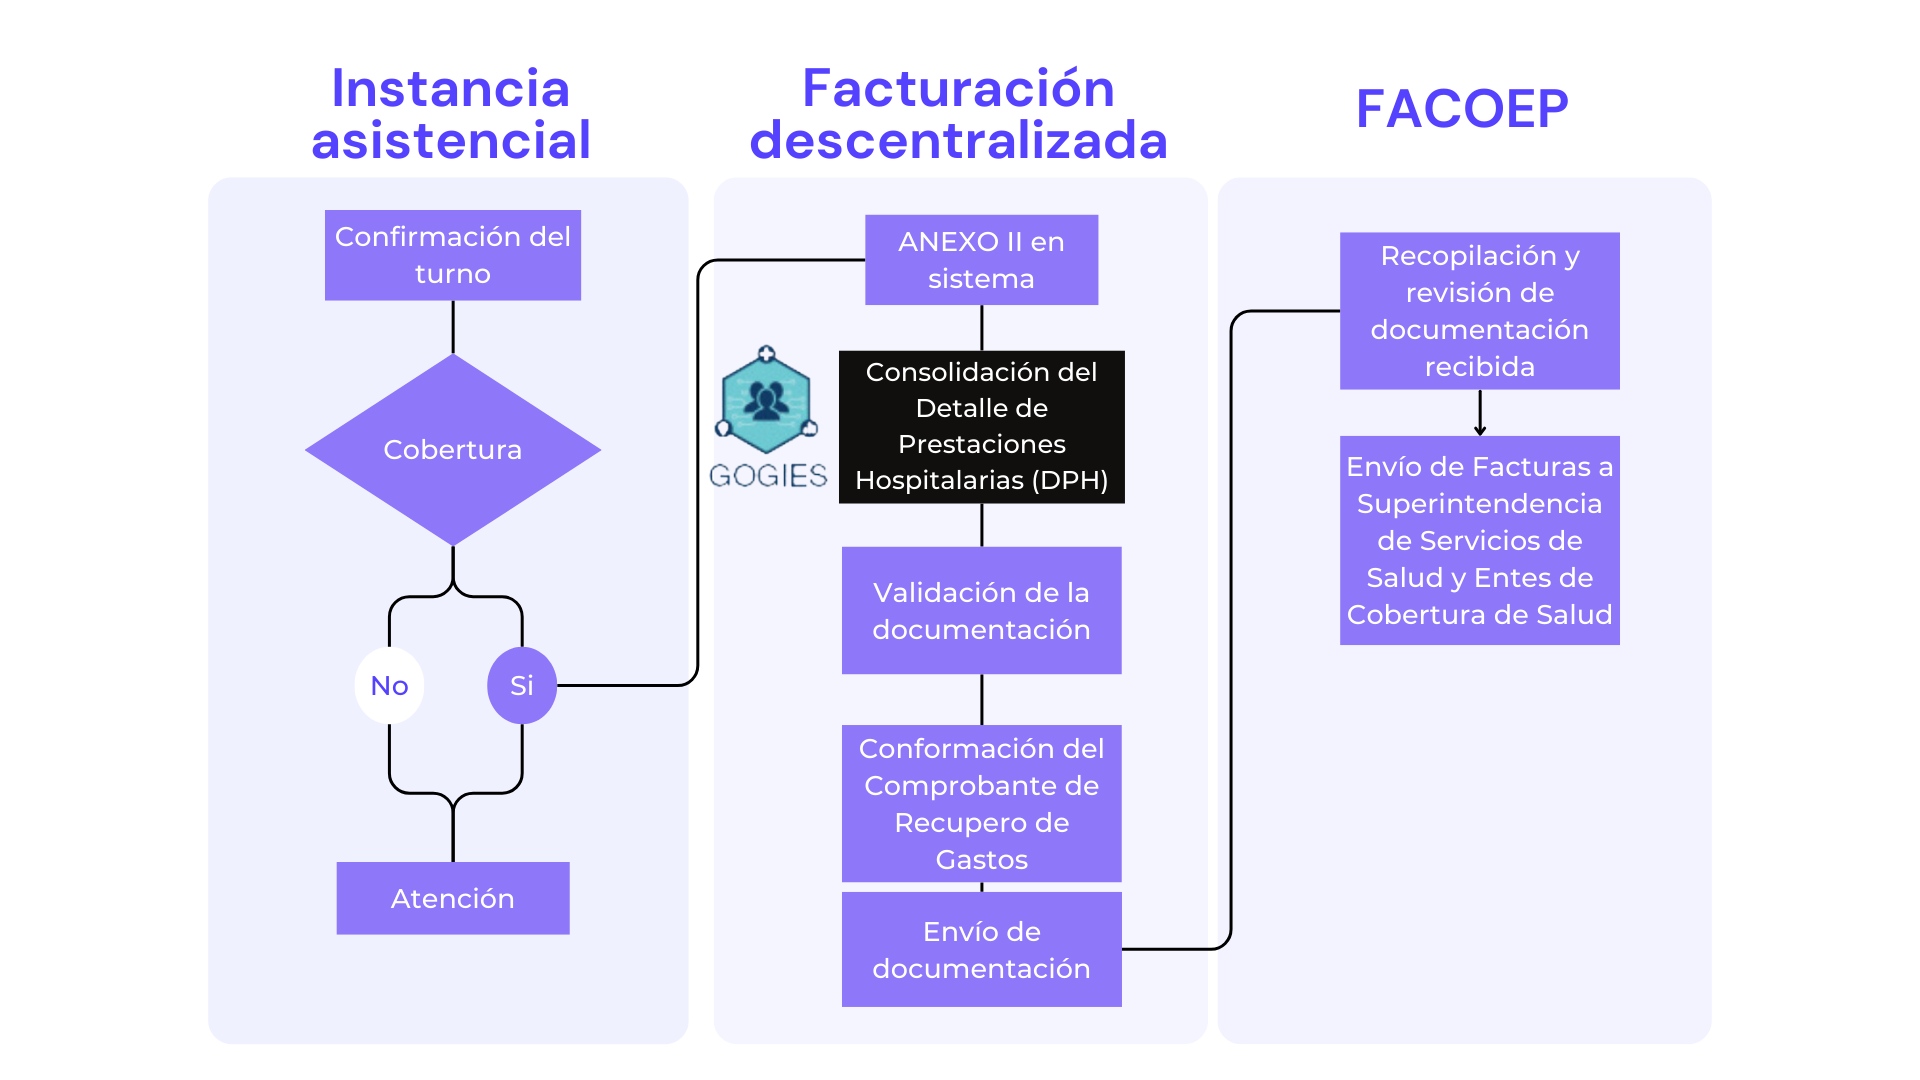 Instancia
asistencial
Confirmación del
turno
Cobertura
No
Si
Atención
Facturación
descentralizada
ANEXO II en
sistema
GOGIES
Consolidación del
Detalle de
Prestaciones
Hospitalarias (DPH)
Validación de la
documentación
Conformación del
Comprobante de
Recupero de
Gastos
Envío de
documentación
FACOEP
Recopilación y
revisión de
documentación
recibida
Envío de Facturas a
Superintendencia
de Servicios de
Salud y Entes de
Cobertura de Salud